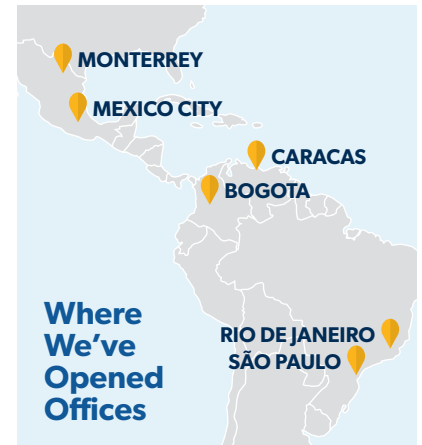 MONTERREY
MEXICO CITY
CARACAS
BOGOTA
RIO DE JANEIRO
SÃO PAULO
Where
We’ve
Opened
Offices